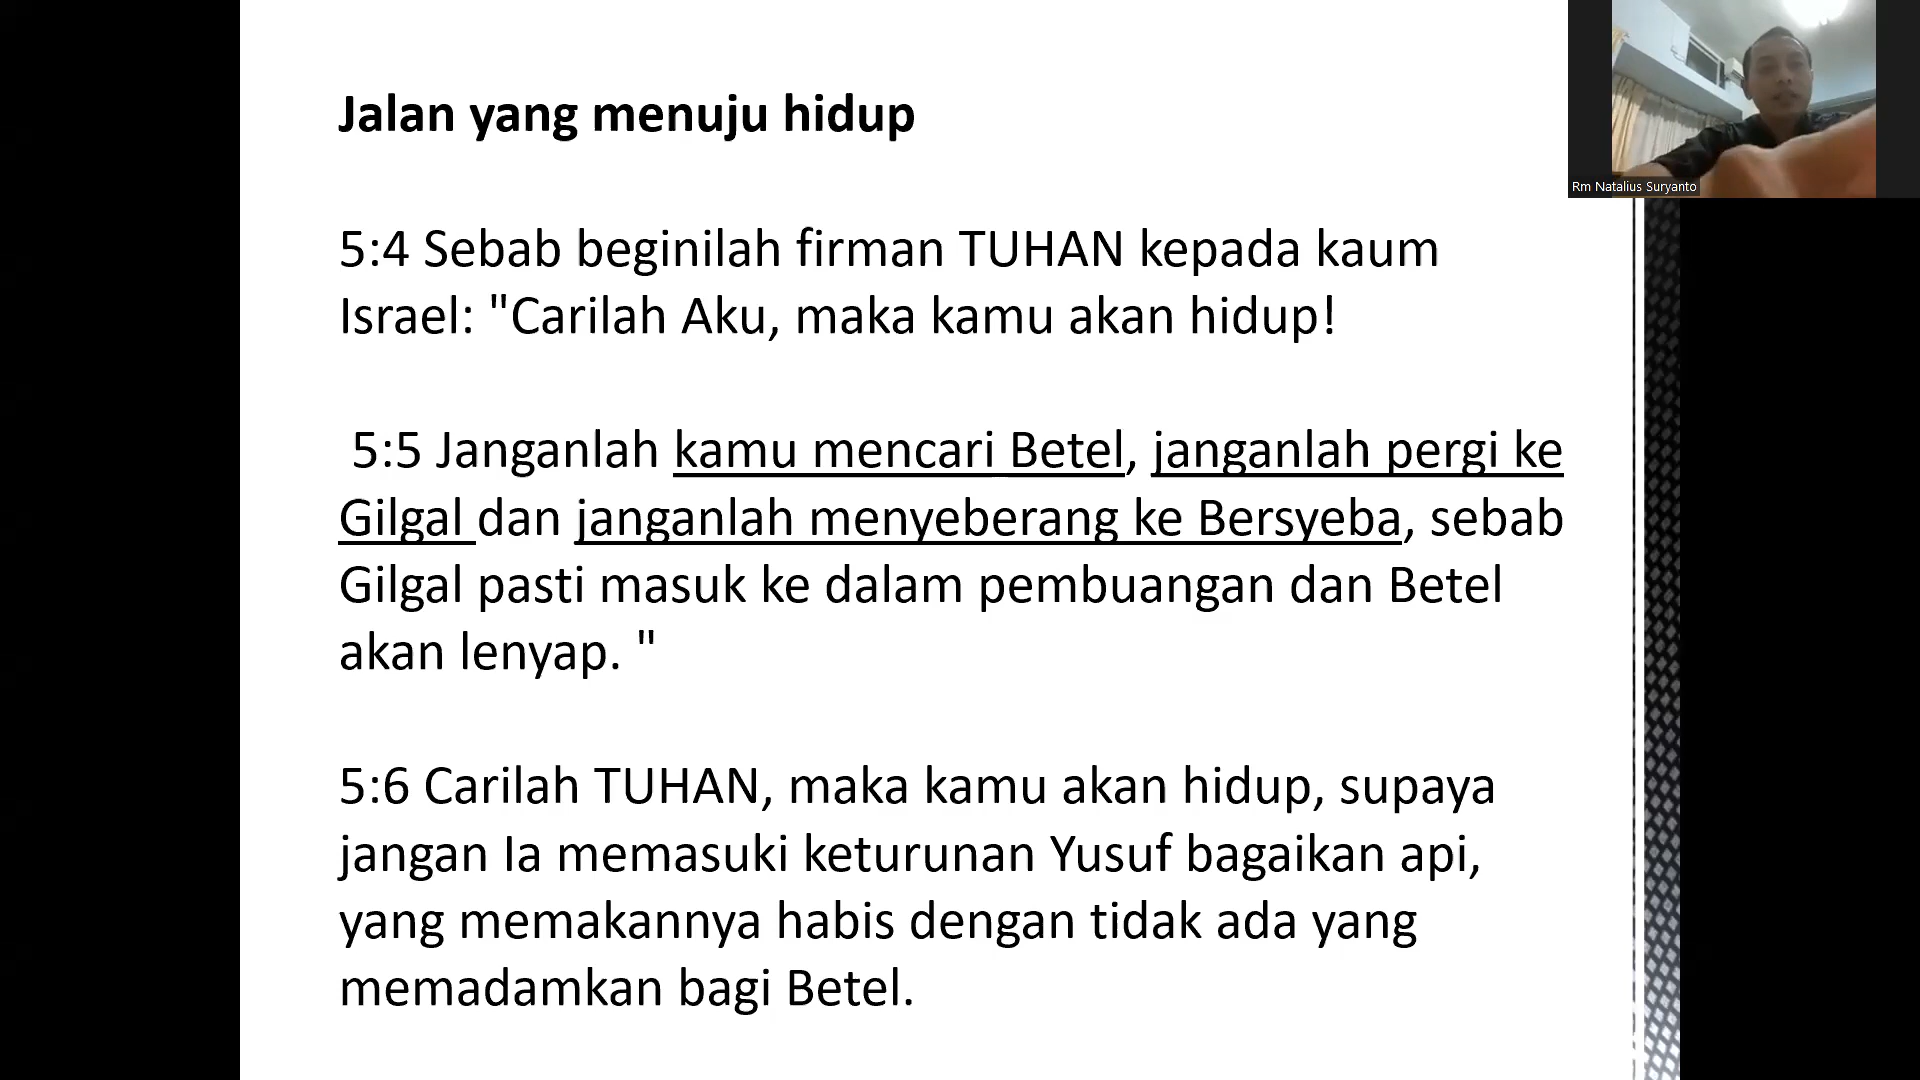 Jalan yang menuju hidup
5:4 Sebab beginilah firman TUHAN kepada kaum
Israel: "Carilah Aku, maka kamu akan hidup!
5:5 Janganlah kamu mencari Betel, janganlah pergi ke
Gilgal dan janganlah menyeberang ke Bersyeba, sebab
Gilgal pasti masuk ke dalam pembuangan dan Betel
akan lenyap. "
5:6 Carilah TUHAN, maka kamu akan hidup, supaya
jangan Ia memasuki keturunan Yusuf bagaikan api,
yang memakannya habis dengan tidak ada yang
memadamkan bagi Betel.
Rm Natalius Suryanto